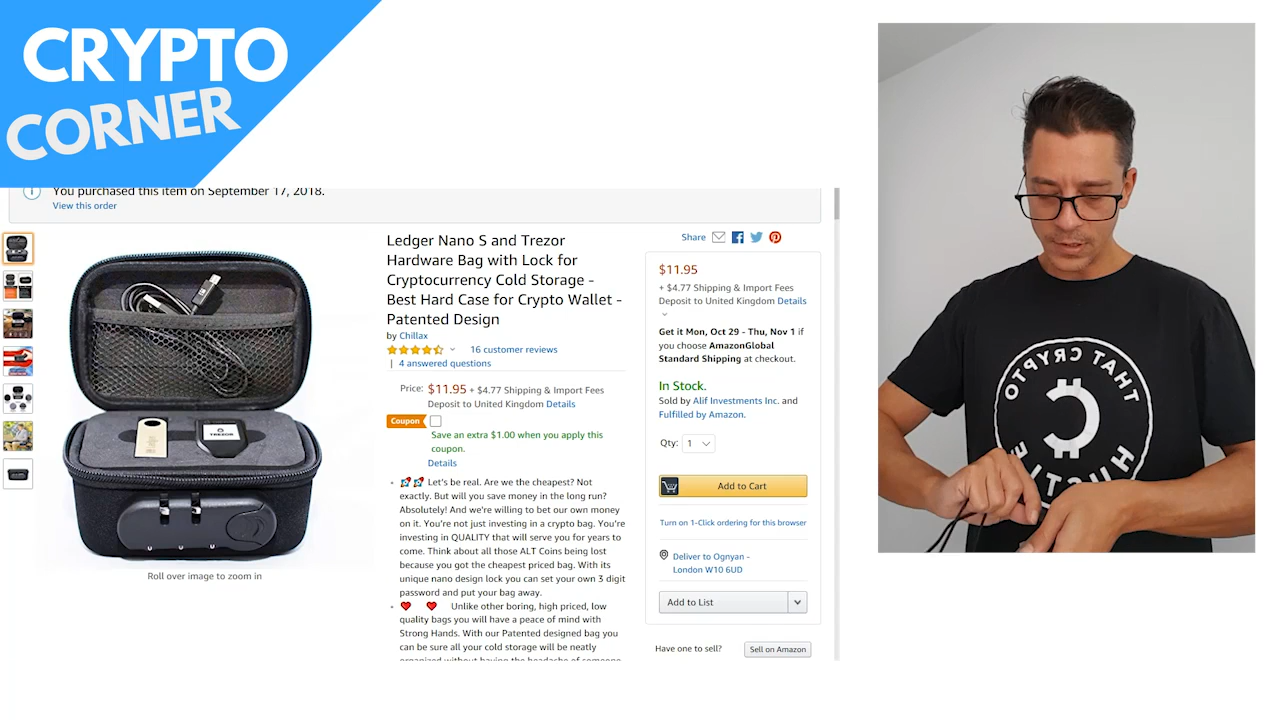 CRYPTO
CORNER
You purchased this item on September 17, 2018.
View this order
Ledger Nano S and Trezor
Hardware Bag with Lock for
Cryptocurrency Cold Storage -
Best Hard Case for Crypto Wallet -
Patented Design
by Chillax
16 customer reviews
| 4 answered questions
Price: $11.95 + $4.77 Shipping & Import Fees
Deposit to United Kingdom Details
Coupon
Save an extra $1.00 when you apply this
coupon.
Details
Let's be real. Are we the cheapest? Not
exactly. But will you save money in the long run?
Absolutely! And we're willing to bet our own money
on it. You're not just investing in a crypto bag. You're
investing in QUALITY that will serve you for years to
come. Think about all those ALT Coins being lost
because you got the cheapest priced bag. With its
unique nano design lock you can set your own 3 digit
password and put your bag away.
Unlike other boring, high priced, low
quality bags you will have a peace of mind with
Strong Hands. With our Patented designed bag you
can be sure all your cold storage will be neatly
organized without having the headache of someone
TREZOR
Roll over image to zoom in
Share
$11.95
+ $4.77 Shipping & Import Fees
Deposit to United Kingdom Details
Get it Mon, Oct 29 - Thu, Nov 1 if
you choose AmazonGlobal
Standard Shipping at checkout.
In Stock.
Sold by Alif Investments Inc. and
Fulfilled by Amazon.
Qty: 1
Add to Cart
Turn on 1-Click ordering for this browser
Deliver to Ognyan -
London W10 6UD
Add to List
Have one to sell?
Sell on Amazon
THAT CRYPTO
HUSTLE